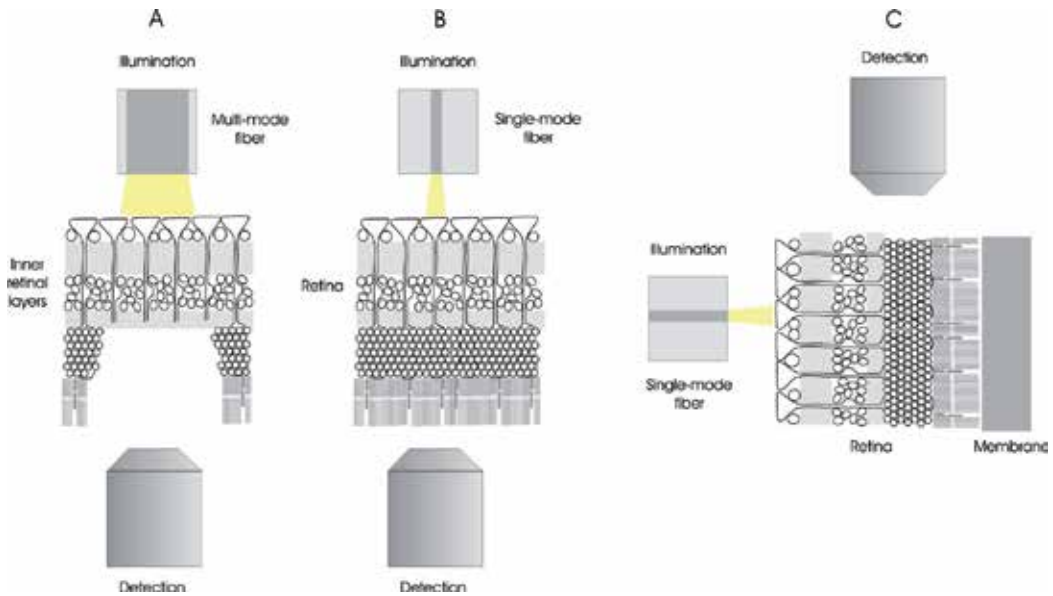 A
Illumination
Multi-mode
fiber
Inner
retinal
layers
Detection
B
Illumination
Single-mode
fiber
Retina
Detection
C
Detection
Illumination
Single-mode
fiber
Retina
Membrane